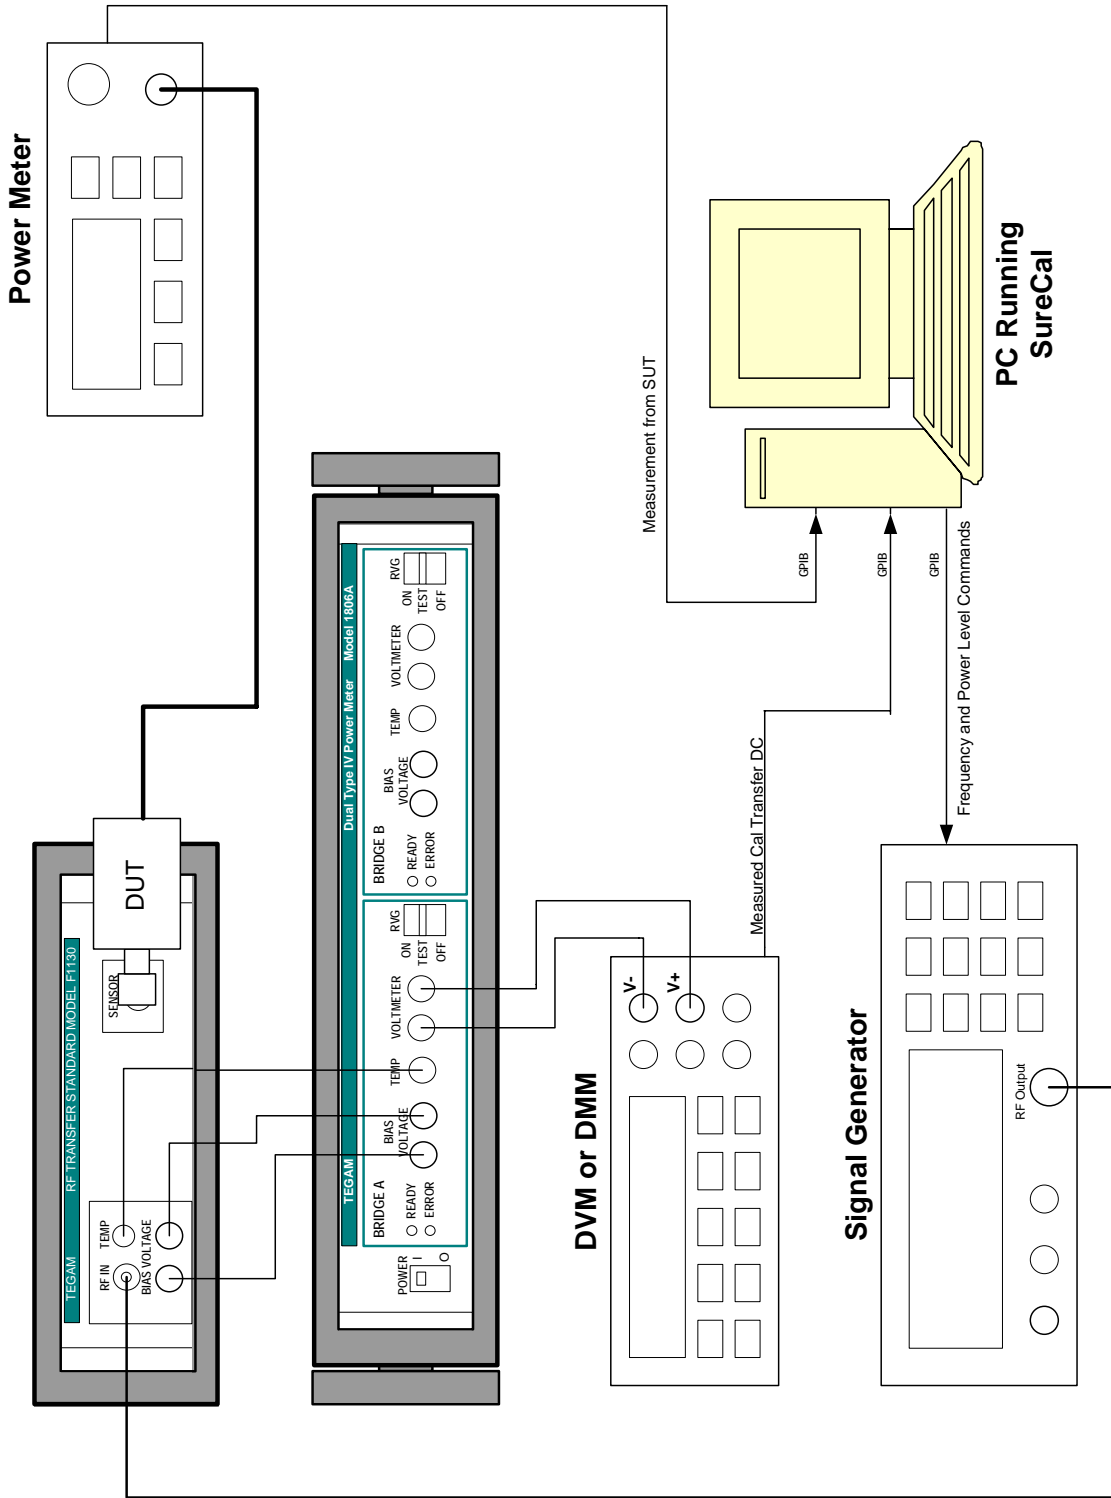 Power Meter
TEGAM
RF TRANSFER STANDARD MODEL F1130
RF IN
TEMP
BIAS VOLTAGE
SENSOR
DUT
TEGAM
Dual Type IV Power Meter
Model 1806A
POWER
I
O
BRIDGE A
READY
ERROR
BIAS
VOLTAGE
TEMP
VOLTMETER
RVG
ON
TEST
OFF
BRIDGE B
READY
ERROR
BIAS
VOLTAGE
TEMP
VOLTMETER
RVG
ON
TEST
OFF
Measurement from SUT
GPIB
GPIB
GPIB
PC Running
SureCal
Measured Cal Transfer DC
Frequency and Power Level Commands
DVM or DMM
V-
V+
Signal Generator
RF Output